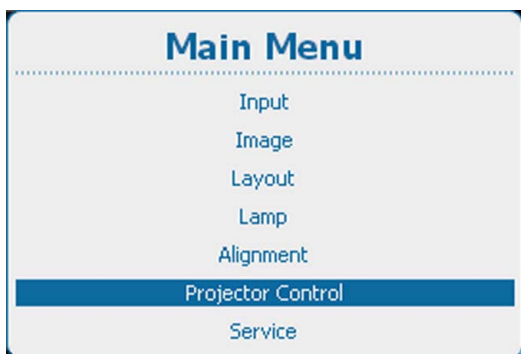 Main Menu
Input
Image
Layout
Lamp
Alignment
Projector Control
Service